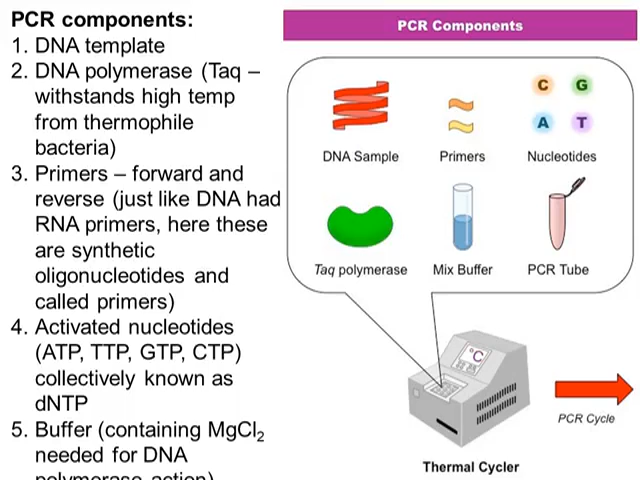 PCR components:
1. DNA template
2. DNA polymerase (Taq –
withstands high temp
from thermophile
bacteria)
3. Primers – forward and
reverse (just like DNA had
RNA primers, here these
are synthetic
oligonucleotides and
called primers)
4. Activated nucleotides
(ATP, TTP, GTP, CTP)
collectively known as
dNTP
5. Buffer (containing MgCl₂
needed for DNA
polymerase action)
PCR Components
C G
A T
DNA Sample Primers Nucleotides
Taq polymerase Mix Buffer PCR Tube
°C
PCR Cycle
Thermal Cycler